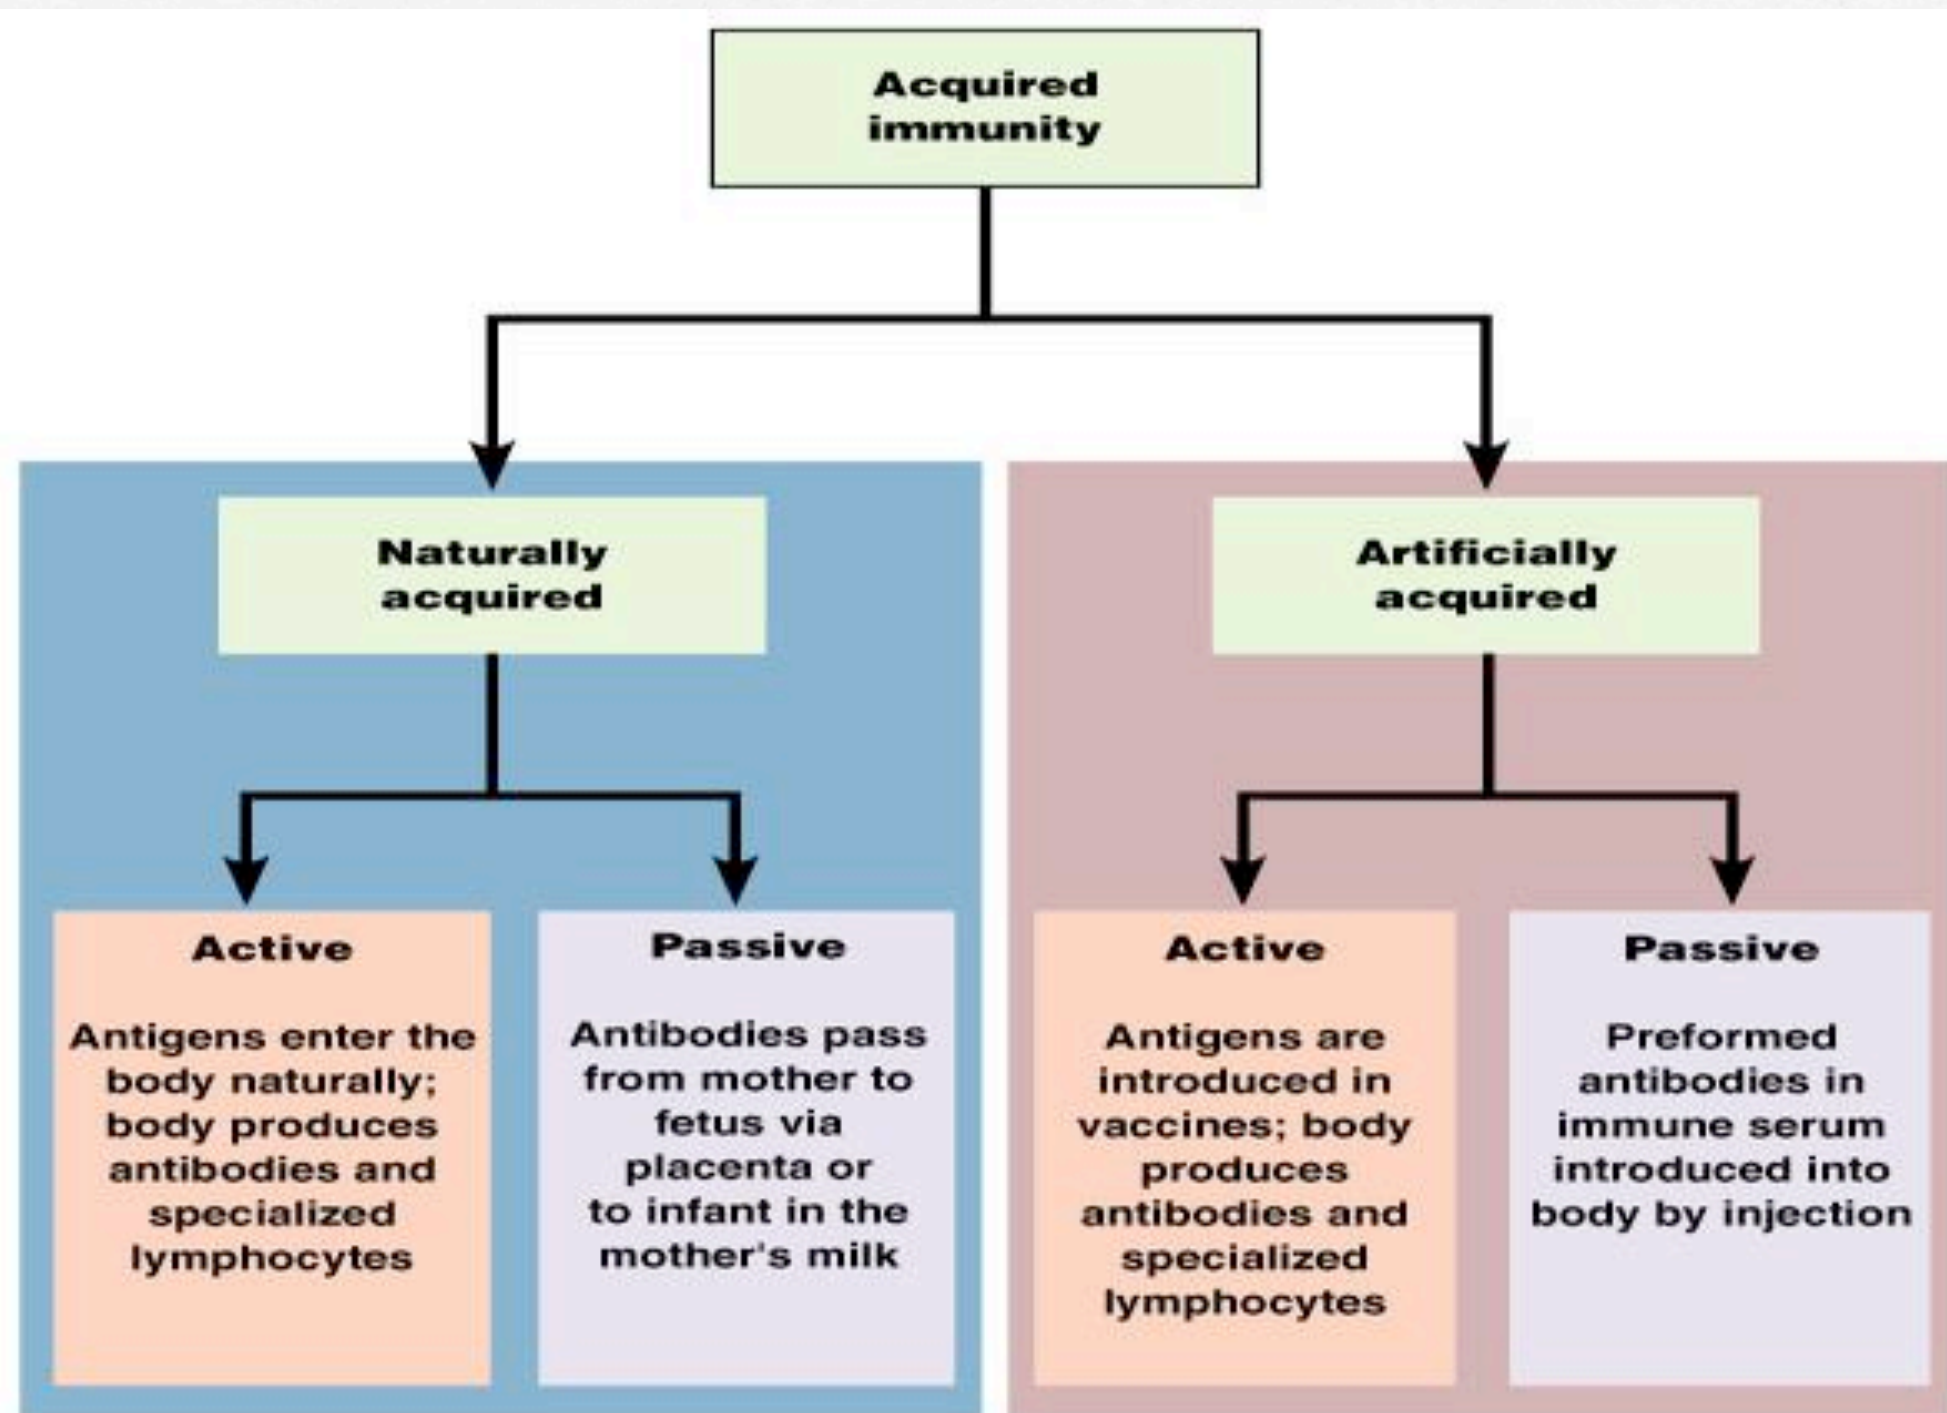 Acquired
immunity
Naturally
acquired
Artificially
acquired
Active
Antigens enter the
body naturally;
body produces
antibodies and
specialized
lymphocytes
Passive
Antibodies pass
from mother to
fetus via
placenta or
to infant in the
mother's milk
Active
Antigens are
introduced in
vaccines; body
produces
antibodies and
specialized
lymphocytes
Passive
Preformed
antibodies in
immune serum
introduced into
body by injection